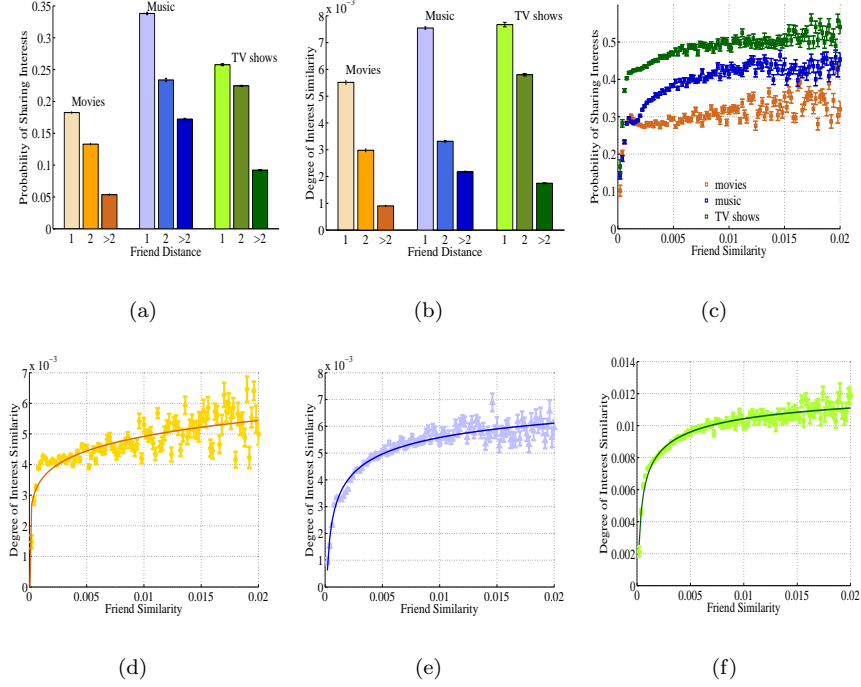 0.35
0.30
0.25
0.20
0.15
0.10
0.05
0
Probability of Sharing Interests
Movies
Music
TV shows
1 2 >2 1 2 >2 1 2 >2
Friend Distance
(a)
8 x 10⁻³
7
6
5
4
3
2
1
0
Degree of Interest Similarity
Movies
Music
TV shows
1 2 >2 1 2 >2 1 2 >2
Friend Distance
(b)
0.5
0.4
0.3
0.2
0.1
Probability of Sharing Interests
movies
music
TV shows
0 0.005 0.01 0.015 0.02
Friend Similarity
(c)
7 x 10⁻³
6
5
4
3
2
1
0
Degree of Interest Similarity
0 0.005 0.01 0.015 0.02
Friend Similarity
(d)
8 x 10⁻³
7
6
5
4
3
2
1
0
Degree of Interest Similarity
0 0.005 0.01 0.015 0.02
Friend Similarity
(e)
0.014
0.012
0.01
0.008
0.006
0.004
0.002
0
Degree of Interest Similarity
0.005 0.01 0.015 0.02
Friend Similarity
(f)